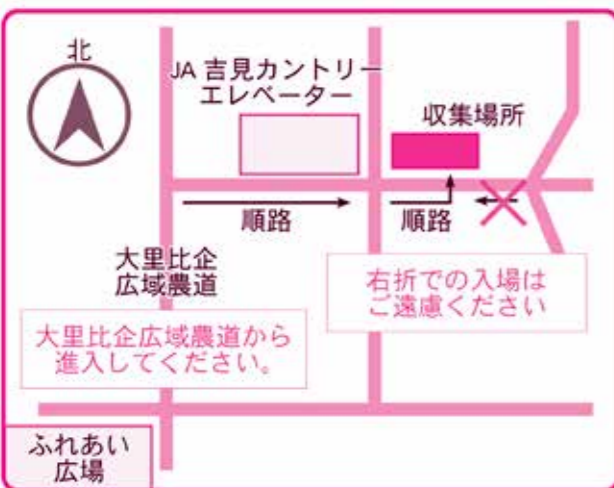 北
JA 吉見カントリー
エレベーター
収集場所
順路
順路
大里比企
広域農道
右折での入場は
ご遠慮ください
大里比企広域農道から
進入してください。
ふれあい
広場